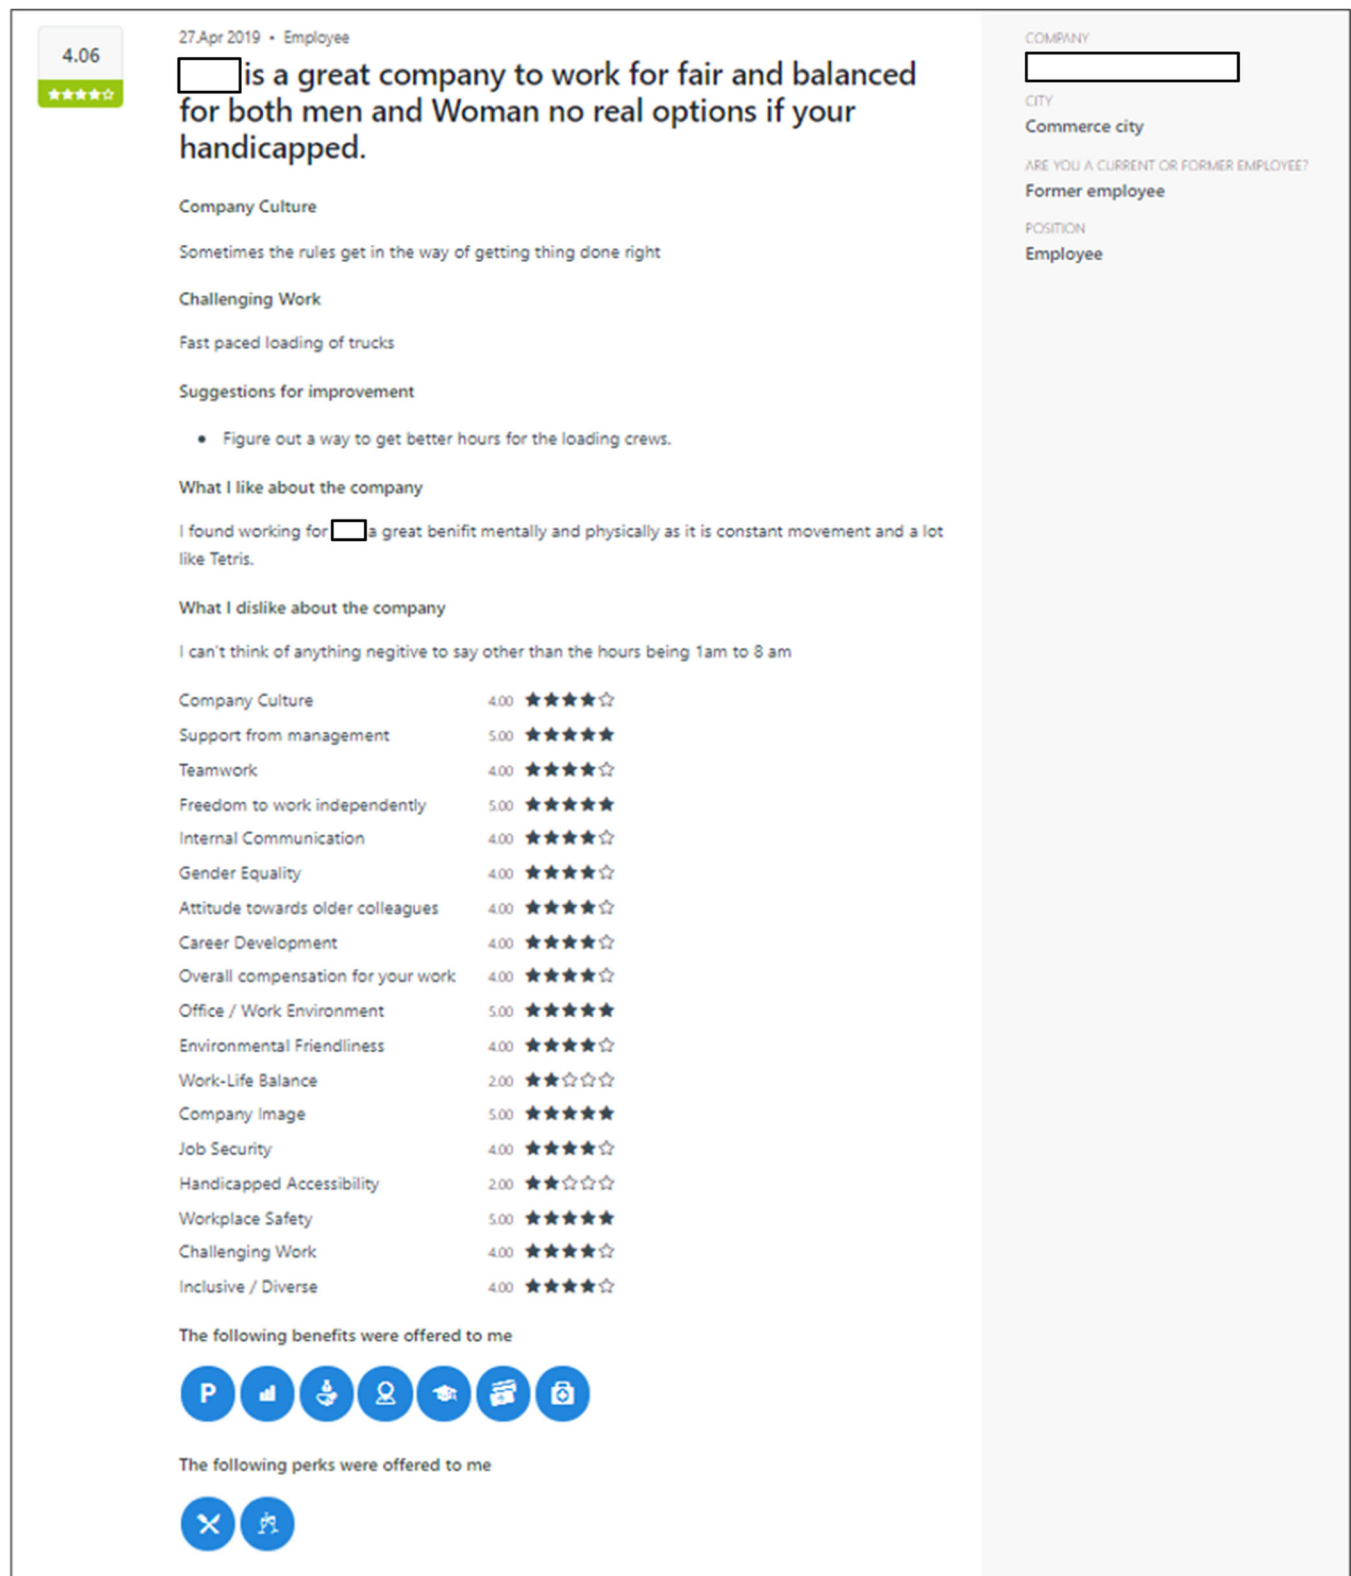 4.06
27.Apr 2019 • Employee
is a great company to work for fair and balanced
for both men and Woman no real options if your
handicapped.
Company Culture
Sometimes the rules get in the way of getting thing done right
Challenging Work
Fast paced loading of trucks
Suggestions for improvement
• Figure out a way to get better hours for the loading crews.
What I like about the company
I found working for a great benifit mentally and physically as it is constant movement and a lot
like Tetris.
What I dislike about the company
I can't think of anything negitive to say other than the hours being 1am to 8 am
Company Culture 4.00
Support from management 5.00
Teamwork 4.00
Freedom to work independently 5.00
Internal Communication 4.00
Gender Equality 4.00
Attitude towards older colleagues 4.00
Career Development 4.00
Overall compensation for your work 4.00
Office / Work Environment 5.00
Environmental Friendliness 4.00
Work-Life Balance 2.00
Company Image 5.00
Job Security 4.00
Handicapped Accessibility 2.00
Workplace Safety 5.00
Challenging Work 4.00
Inclusive / Diverse 4.00
The following benefits were offered to me
P
The following perks were offered to me
COMPANY
CITY
Commerce city
ARE YOU A CURRENT OR FORMER EMPLOYEE?
Former employee
POSITION
Employee